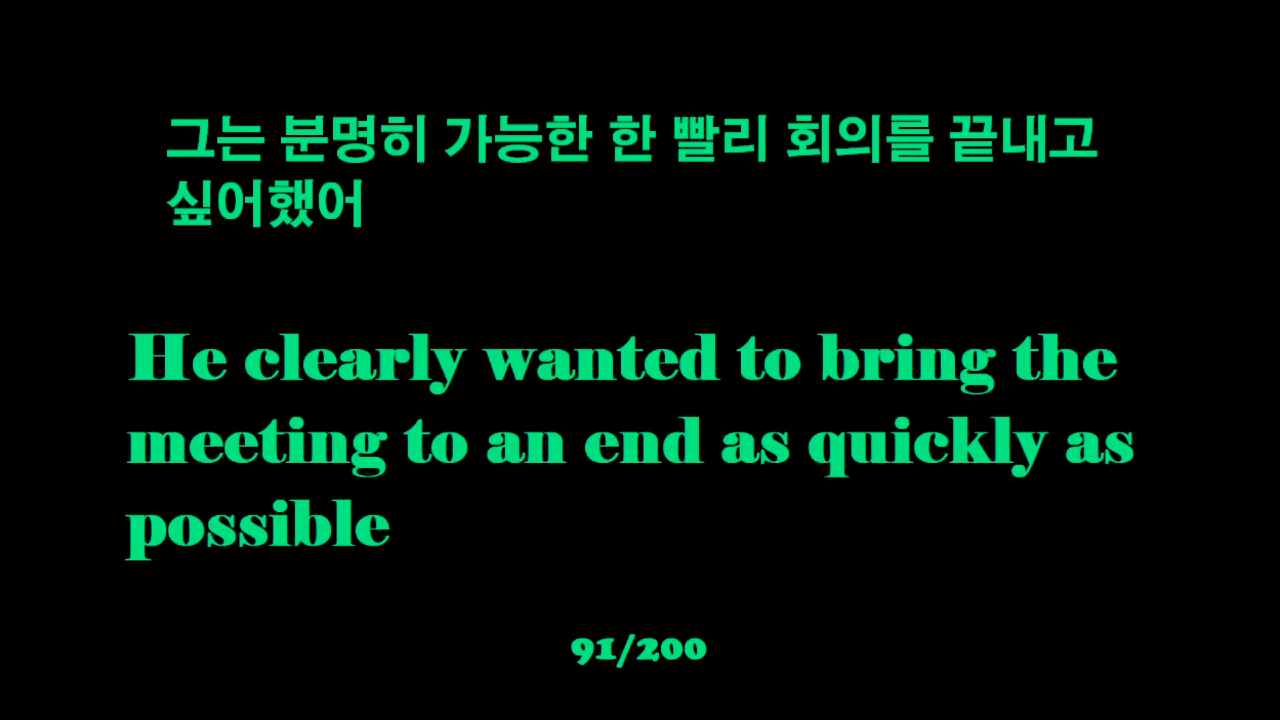 그는 분명히 가능한 한 빨리 회의를 끝내고
싶어했어
He clearly wanted to bring the
meeting to an end as quickly as
possible
91/200